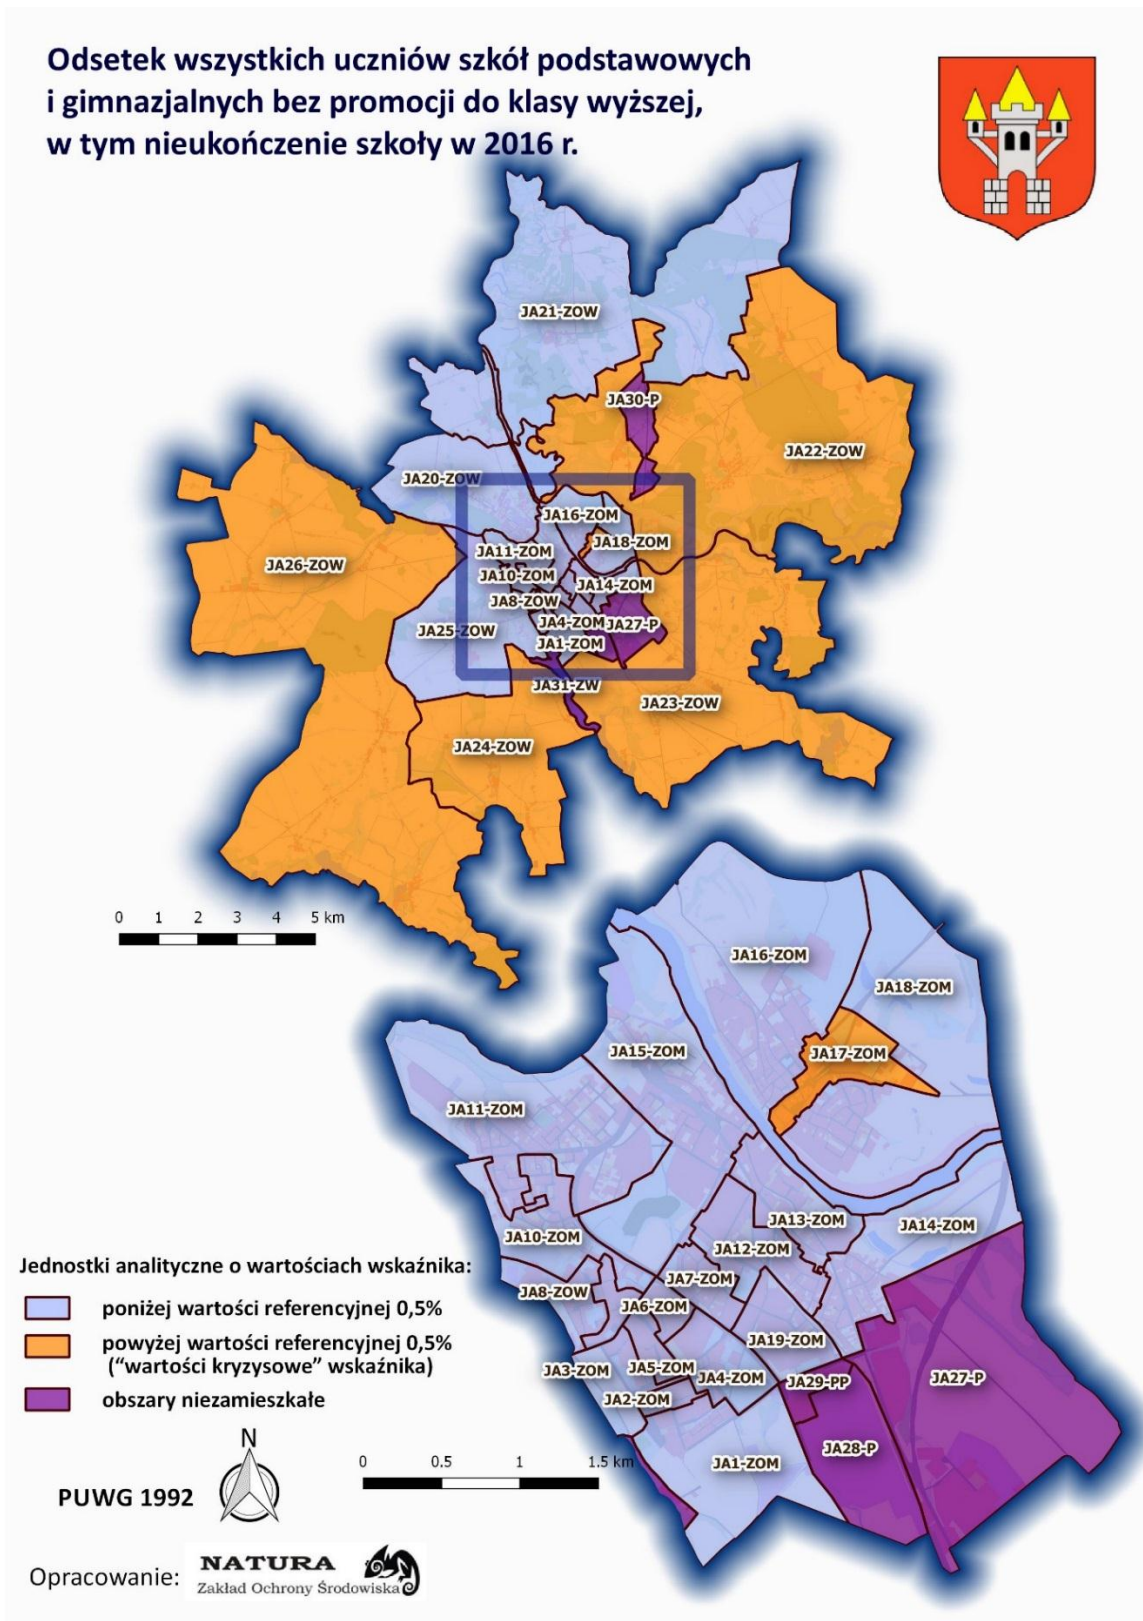 Odsetek wszystkich uczniów szkół podstawowych
i gimnazjalnych bez promocji do klasy wyższej,
w tym nieukończenie szkoły w 2016 r.
JA21-ZOW
JA30-P
JA22-ZOW
JA20-ZOW
JA16-ZOM
JA18-ZOM
JA11-ZOM
JA26-ZOW
JA10-ZOM
JA14-ZOM
JA8-ZOW
JA4-ZOM
JA27-P
JA25-ZOW
JA1-ZOM
JA31-ZW
JA23-ZOW
JA24-ZOW
0 1 2 3 4 5 km
JA16-ZOM
JA18-ZOM
JA15-ZOM
JA17-ZOM
JA11-ZOM
JA13-ZOM
JA14-ZOM
JA10-ZOM
JA12-ZOM
JA7-ZOM
JA8-ZOW
JA6-ZOM
JA19-ZOM
JA3-ZOM
JA5-ZOM
JA4-ZOM
JA29-PP
JA27-P
JA2-ZOM
JA28-P
JA1-ZOM
Jednostki analityczne o wartościach wskaźnika:
poniżej wartości referencyjnej 0,5%
powyżej wartości referencyjnej 0,5%
("wartości kryzysowe" wskaźnika)
obszary niezamieszkałe
N
0 0.5 1 1.5 km
PUWG 1992
Opracowanie:
NATURA
Zakład Ochrony Środowiska